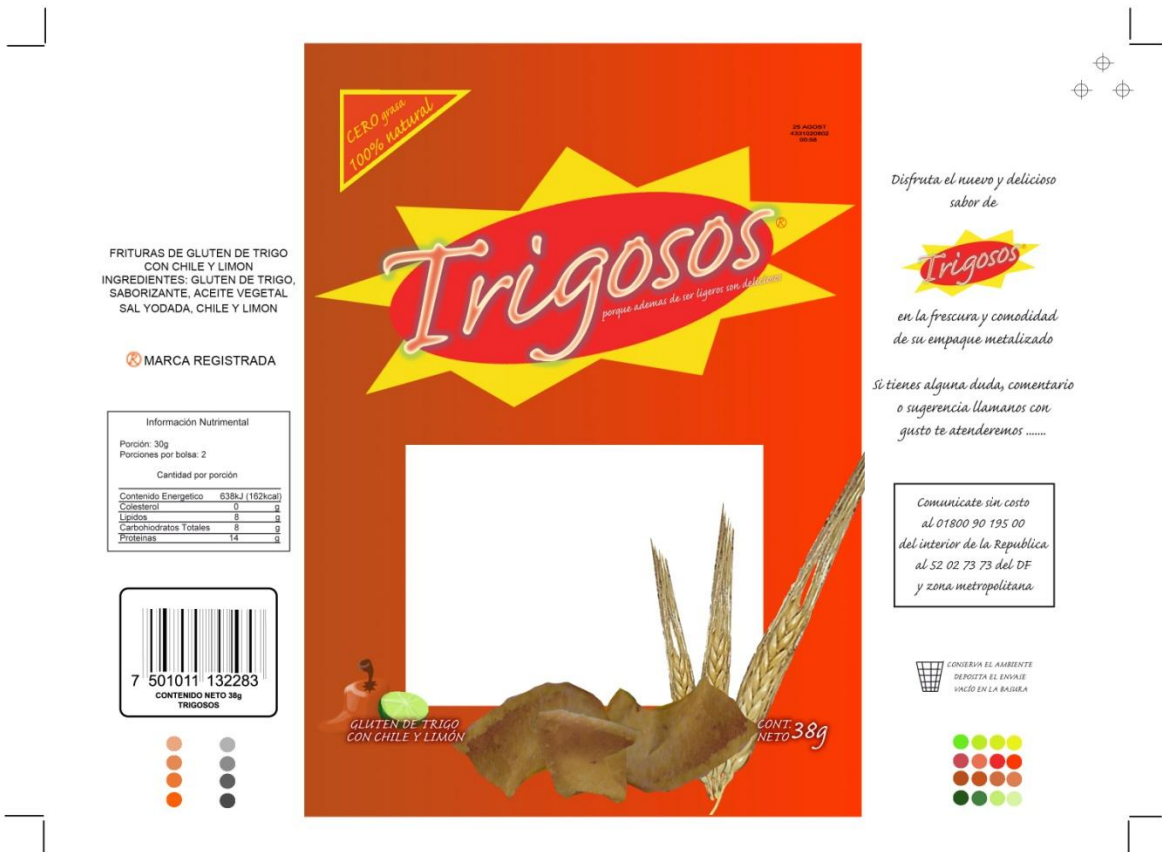 FRITURAS DE GLUTEN DE TRIGO
CON CHILE Y LIMON
INGREDIENTES: GLUTEN DE TRIGO,
SABORIZANTE, ACEITE VEGETAL
SAL YODADA, CHILE Y LIMON
® MARCA REGISTRADA
Información Nutrimental
Porción: 30g
Porciones por bolsa: 2
Cantidad por porción
Contenido Energetico 638kJ (162kcal)
Colesterol 0 g
Lipidos 8 g
Carbohiodratos Totales 8 g
Proteinas 14 g
7 501011 132283
CONTENIDO NETO 38g
TRIGOSOS
CERO grasa
100% natural
25 AGOST
4331020902
Trigosos®
porque ademas de ser ligeros son deliciosos
GLUTEN DE TRIGO
CON CHILE Y LIMÓN
CONT.
NETO 38g
Disfruta el nuevo y delicioso
sabor de
Trigosos®
en la frescura y comodidad
de su empaque metalizado
Si tienes alguna duda, comentario
o sugerencia llamanos con
gusto te atenderemos .......
Comunicate sin costo
al 01800 90 195 00
del interior de la Republica
al 52 02 73 73 del DF
y zona metropolitana
CONSERVA EL AMBIENTE
DEPOSITA EL ENVASE
VACÍO EN LA BASURA